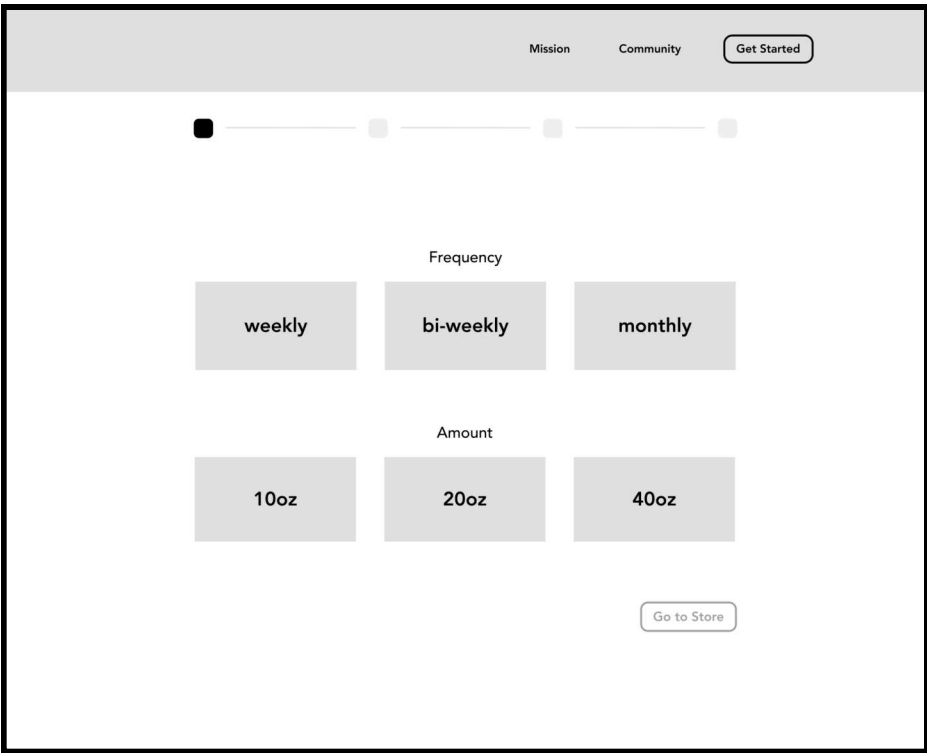 Mission Community Get Started
Frequency
weekly bi-weekly monthly
Amount
10oz 20oz 40oz
Go to Store